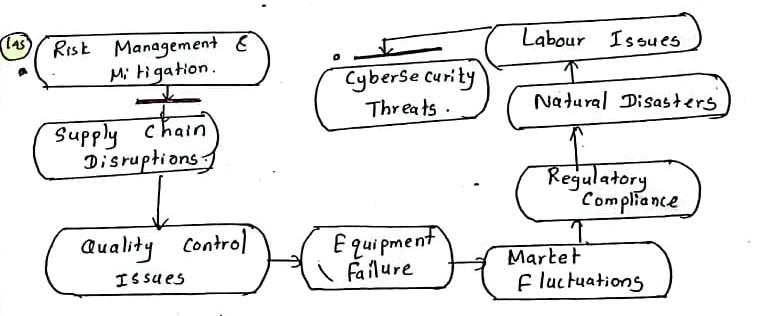 Risk Management &
Mitigation.
Supply Chain
Disruptions.
Quality Control
Issues
Equipment
Failure
Market
Fluctuations
Regulatory
Compliance
Natural Disasters
Labour Issues
Cybersecurity
Threats.